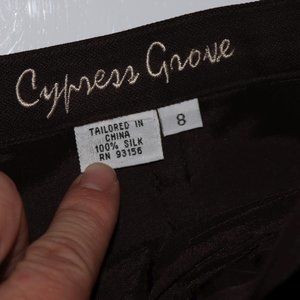 Cypress Grove
TAILORED IN
CHINA
100% SILK
RN 93156
8